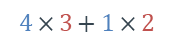 4 × 3 + 1 × 2